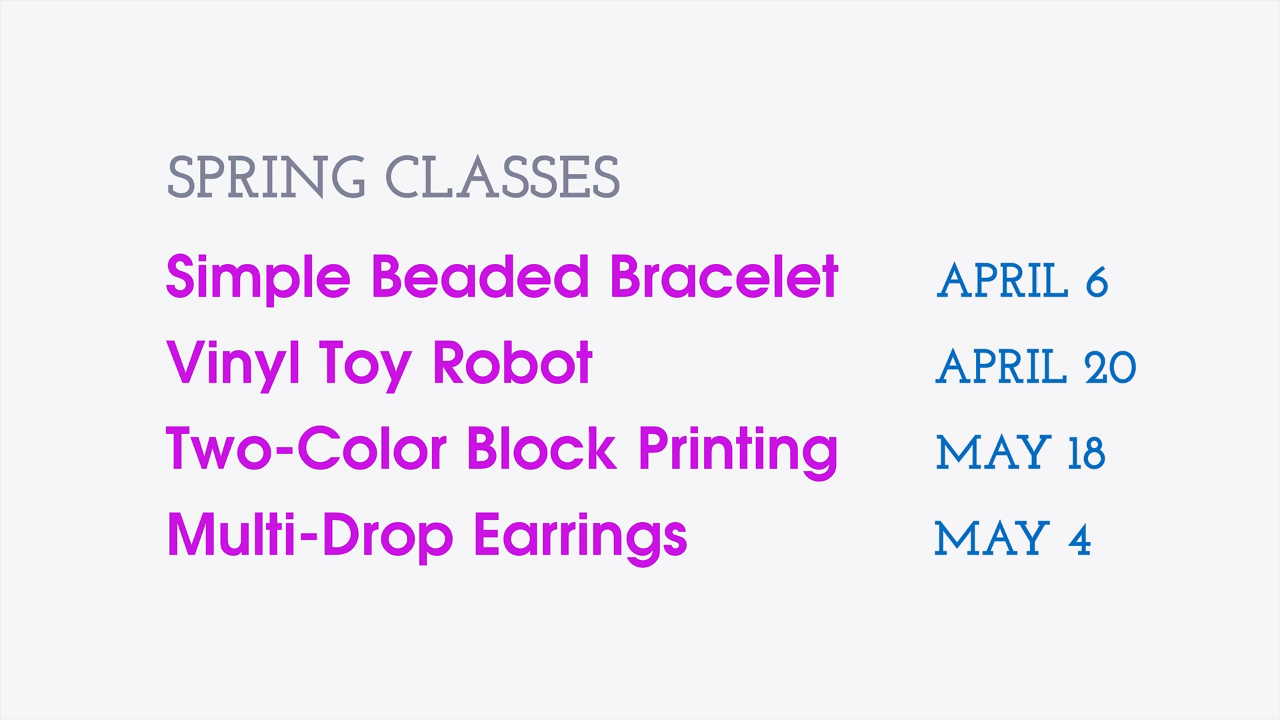 SPRING CLASSES
Simple Beaded Bracelet APRIL 6
Vinyl Toy Robot APRIL 20
Two-Color Block Printing MAY 18
Multi-Drop Earrings MAY 4